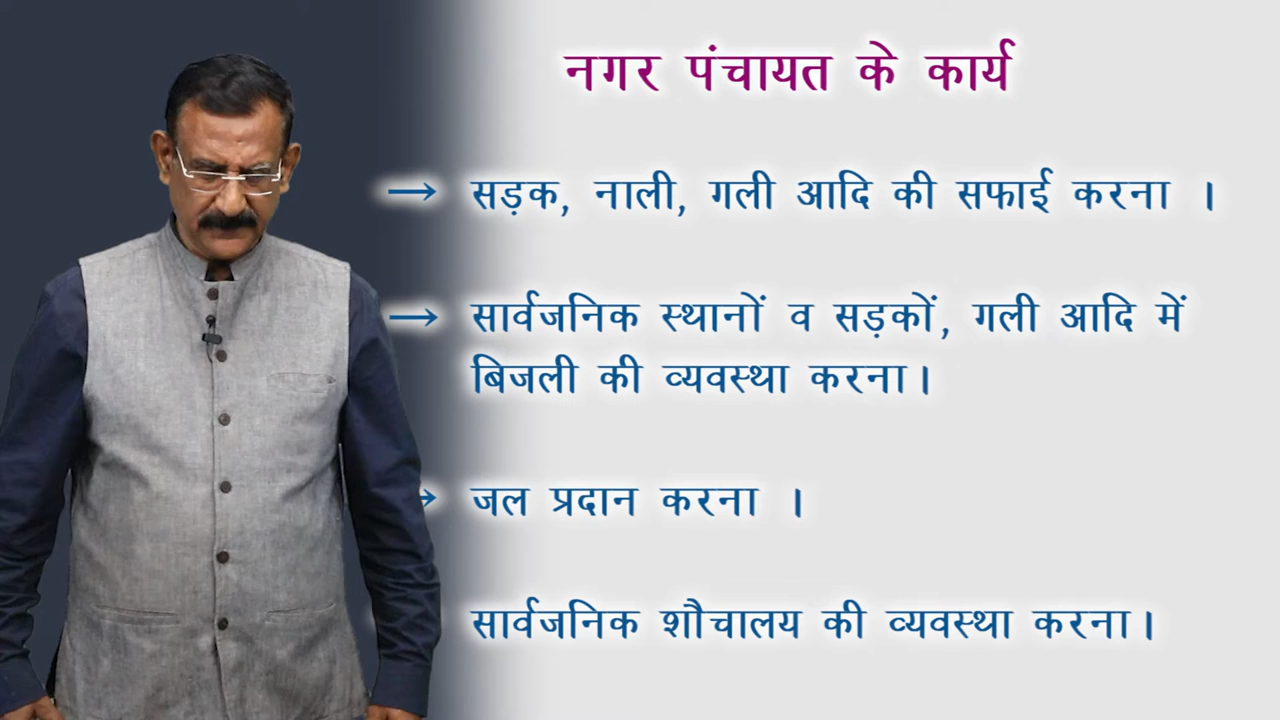 नगर पंचायत के कार्य
→ सड़क, नाली, गली आदि की सफाई करना ।
→ सार्वजनिक स्थानों व सड़कों, गली आदि में
बिजली की व्यवस्था करना।
→ जल प्रदान करना ।
सार्वजनिक शौचालय की व्यवस्था करना।